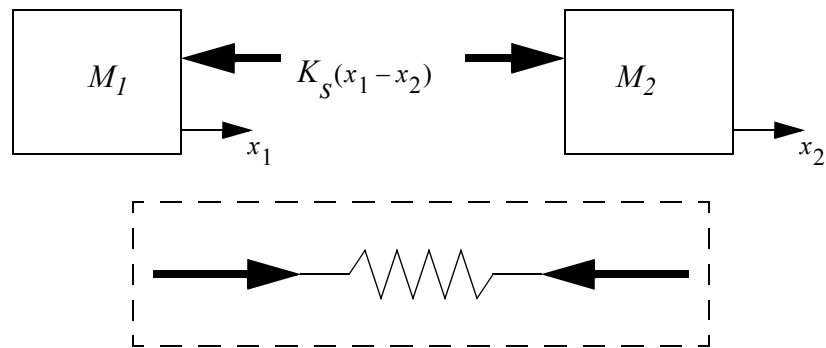 M₁
Kₛ(x₁ – x₂)
M₂
x₁
x₂